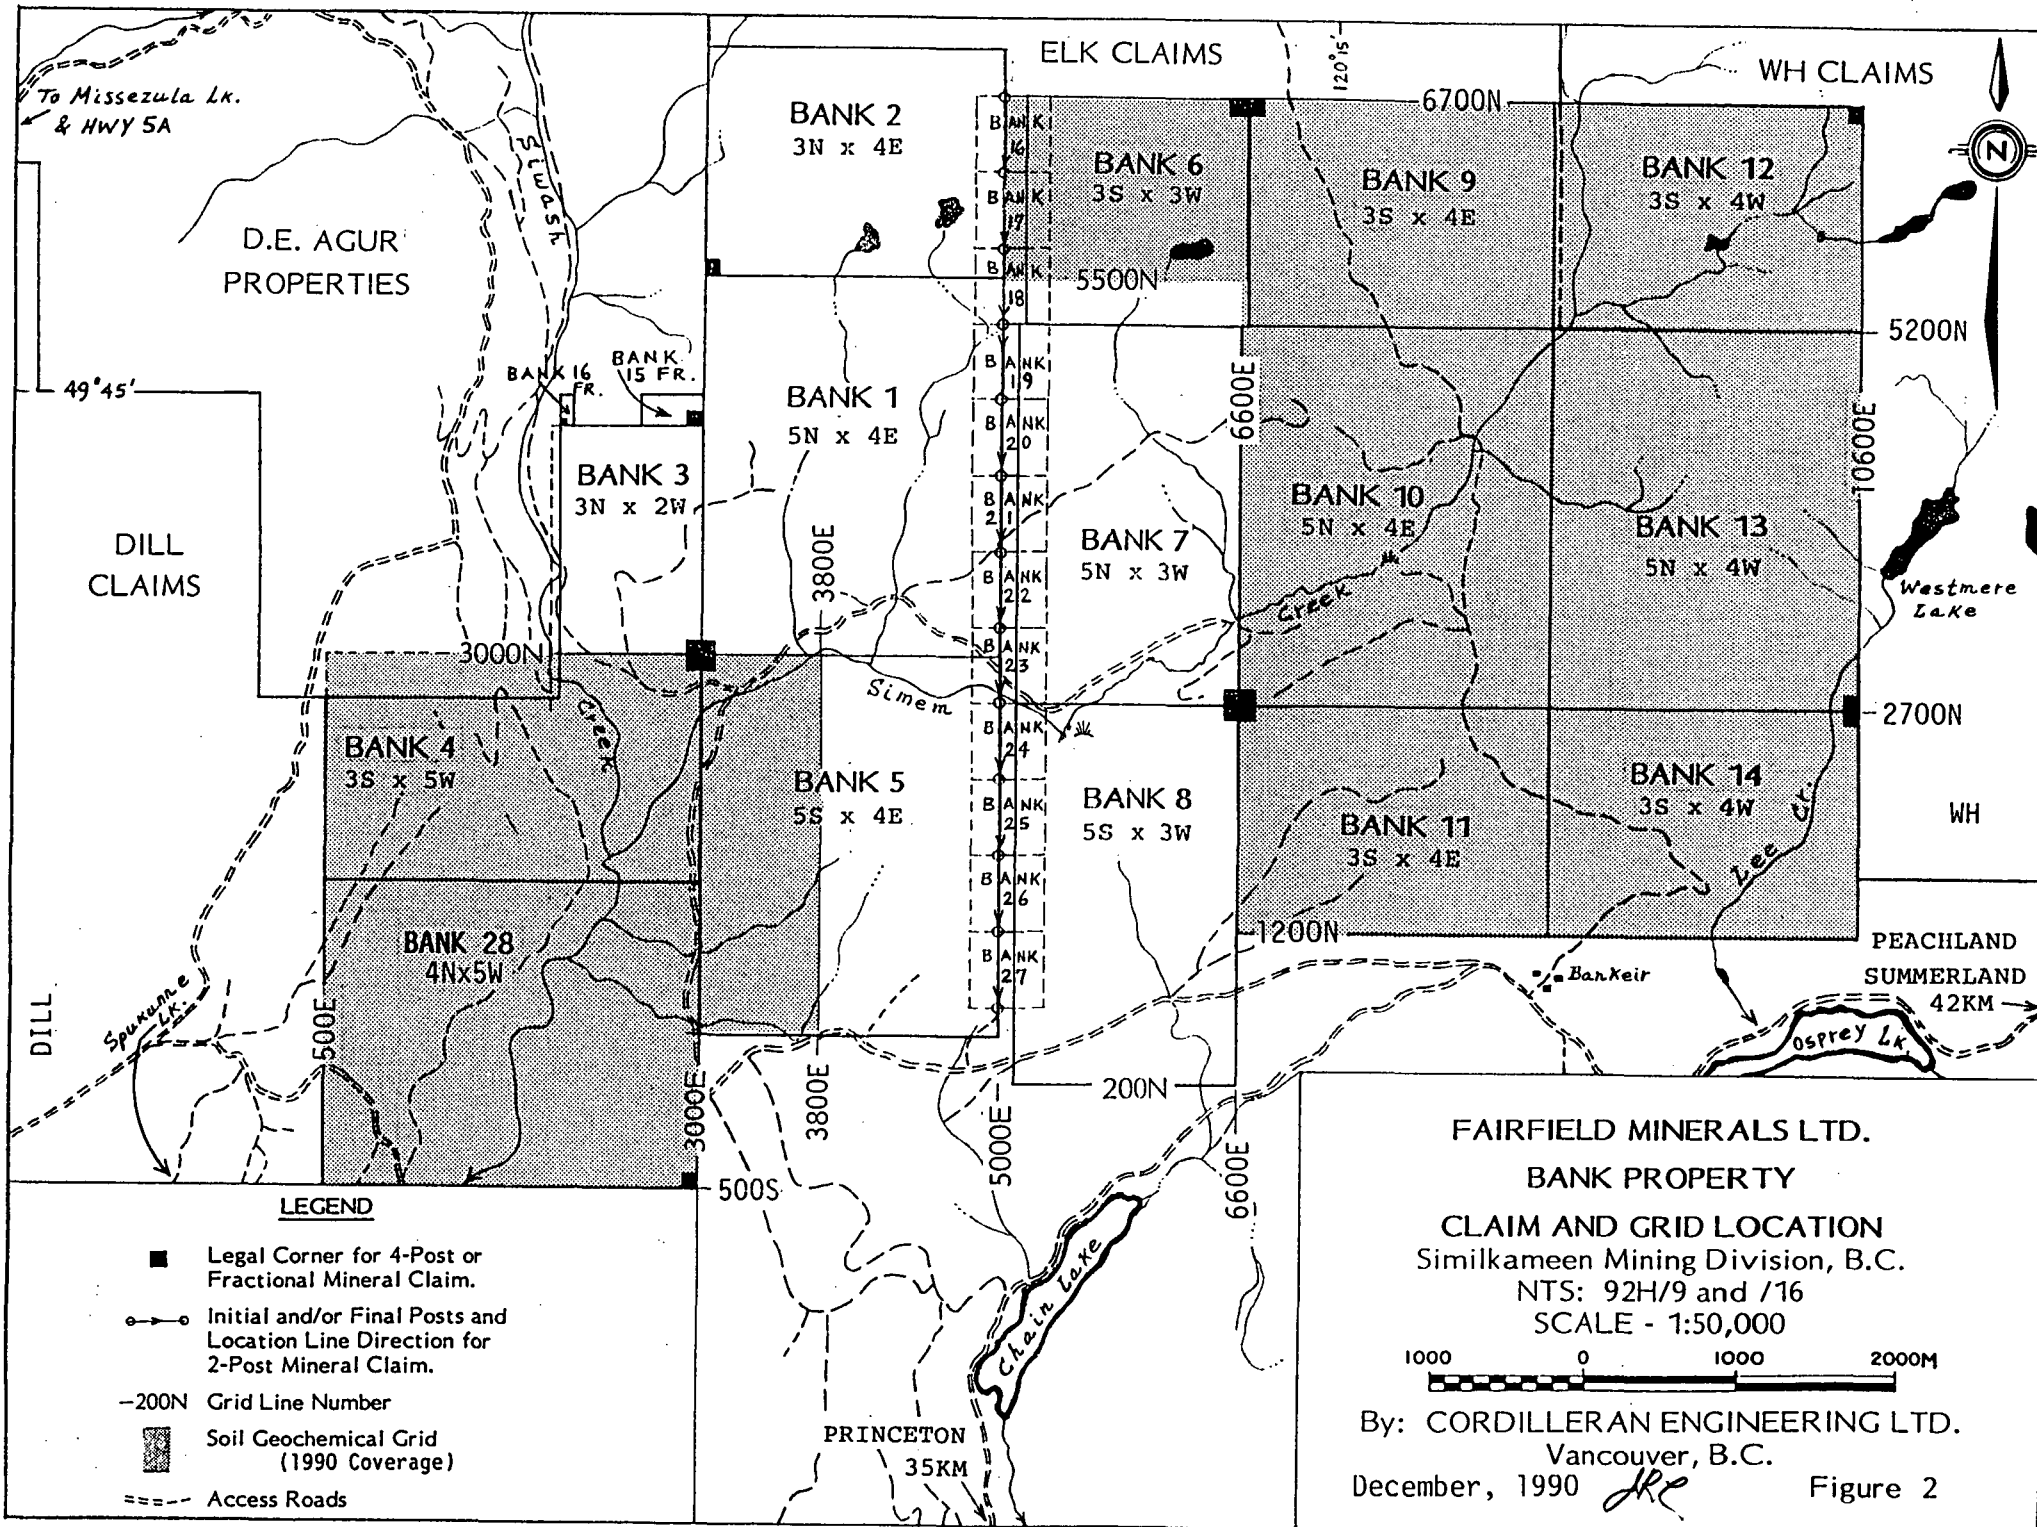 ELK CLAIMS
120°15'
WH CLAIMS
To Missezula Lk.
& HWY 5A
6700N
BANK 2
3N x 4E
BANK
16
BANK
17
BANK
18
BANK 6
3S x 3W
BANK 9
3S x 4E
BANK 12
3S x 4W
N
Siwash
D.E. AGUR
PROPERTIES
5500N
5200N
BANK 16
FR.
BANK
15 FR.
49°45'
BANK 1
5N x 4E
BANK
19
BANK
20
BANK
21
BANK
22
BANK
23
BANK
24
BANK
25
BANK
26
BANK
27
6600E
10600E
BANK 3
3N x 2W
BANK 10
5N x 4E
BANK 7
5N x 3W
BANK 13
5N x 4W
DILL
CLAIMS
3800E
Creek
Westmere
Lake
3000N
Simem
2700N
Creek
BANK 4
3S x 5W
BANK 5
5S x 4E
BANK 8
5S x 3W
BANK 11
3S x 4E
BANK 14
3S x 4W
Lee Cr.
WH
BANK 28
4Nx5W
1200N
PEACHLAND
SUMMERLAND
42KM
Bankeir
Osprey Lk.
DILL
Spukunne
Lk.
500E
3000E
3800E
5000E
200N
6600E
500S
Chain Lake
PRINCETON
35KM
LEGEND
Legal Corner for 4-Post or
Fractional Mineral Claim.
Initial and/or Final Posts and
Location Line Direction for
2-Post Mineral Claim.
-200N Grid Line Number
Soil Geochemical Grid
(1990 Coverage)
Access Roads
FAIRFIELD MINERALS LTD.
BANK PROPERTY
CLAIM AND GRID LOCATION
Similkameen Mining Division, B.C.
NTS: 92H/9 and /16
SCALE - 1:50,000
1000 0 1000 2000M
By: CORDILLERAN ENGINEERING LTD.
Vancouver, B.C.
December, 1990
Figure 2